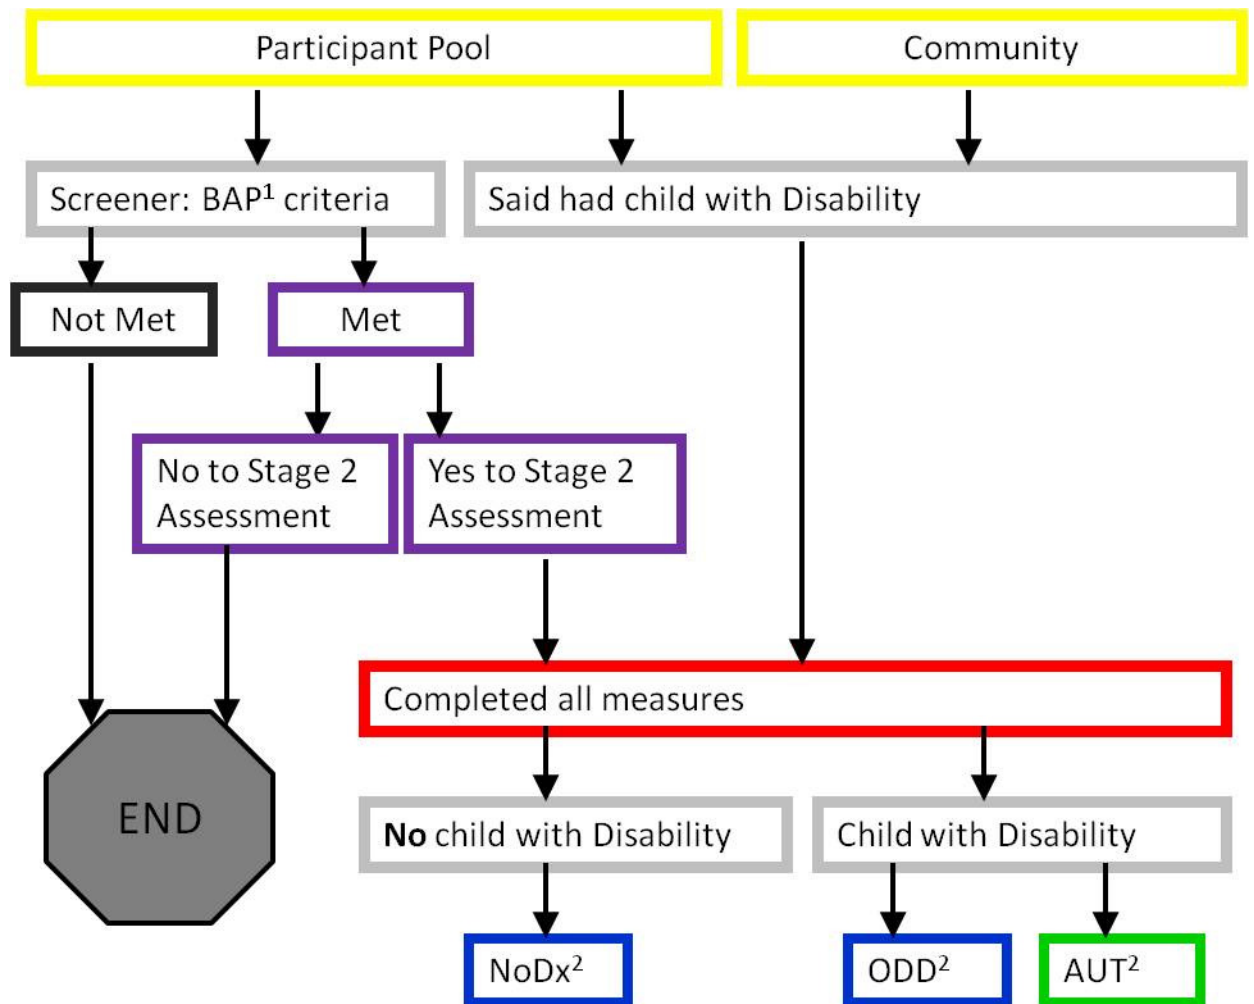 Participant Pool
Community
Screener: BAP¹ criteria
Said had child with Disability
Not Met
Met
No to Stage 2
Assessment
Yes to Stage 2
Assessment
Completed all measures
END
No child with Disability
Child with Disability
NoDx²
ODD²
AUT²